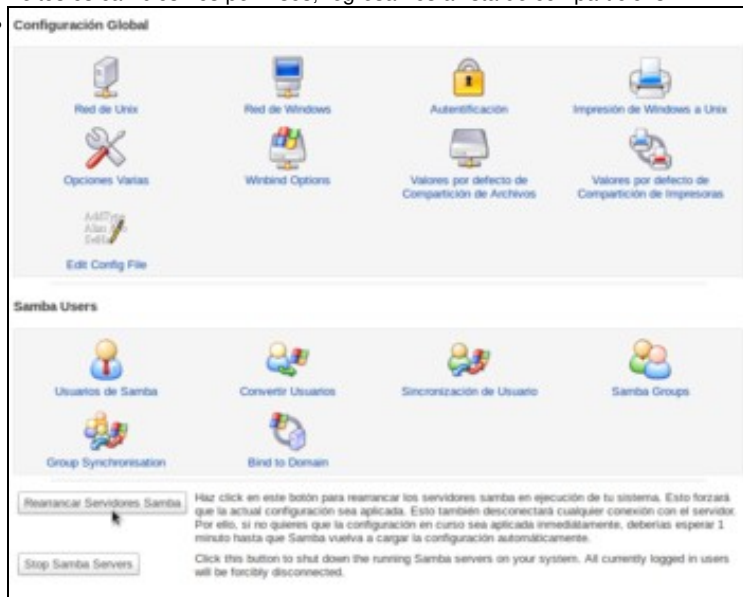 Configuración Global
Red de Unix
Red de Windows
Autentificación
Impresión de Windows a Unix
Opciones Varias
Winbind Options
Valores por defecto de
Compartición de Archivos
Valores por defecto de
Compartición de Impresoras
Edit Config File
Samba Users
Usuarios de Samba
Convertir Usuarios
Sincronización de Usuario
Samba Groups
Group Synchronisation
Bind to Domain
Rearrancar Servidores Samba
Haz click en este botón para rearrancar los servidores samba en ejecución de tu sistema. Esto forzará
que la actual configuración sea aplicada. Esto también desconectará cualquier conexión con el servidor.
Por ello, si no quieres que la configuración en curso sea aplicada inmediátamente, deberías esperar 1
minuto hasta que Samba vuelva a cargar la configuración automáticamente.
Stop Samba Servers
Click this button to shut down the running Samba servers on your system. All currently logged in users
will be forcibly disconnected.